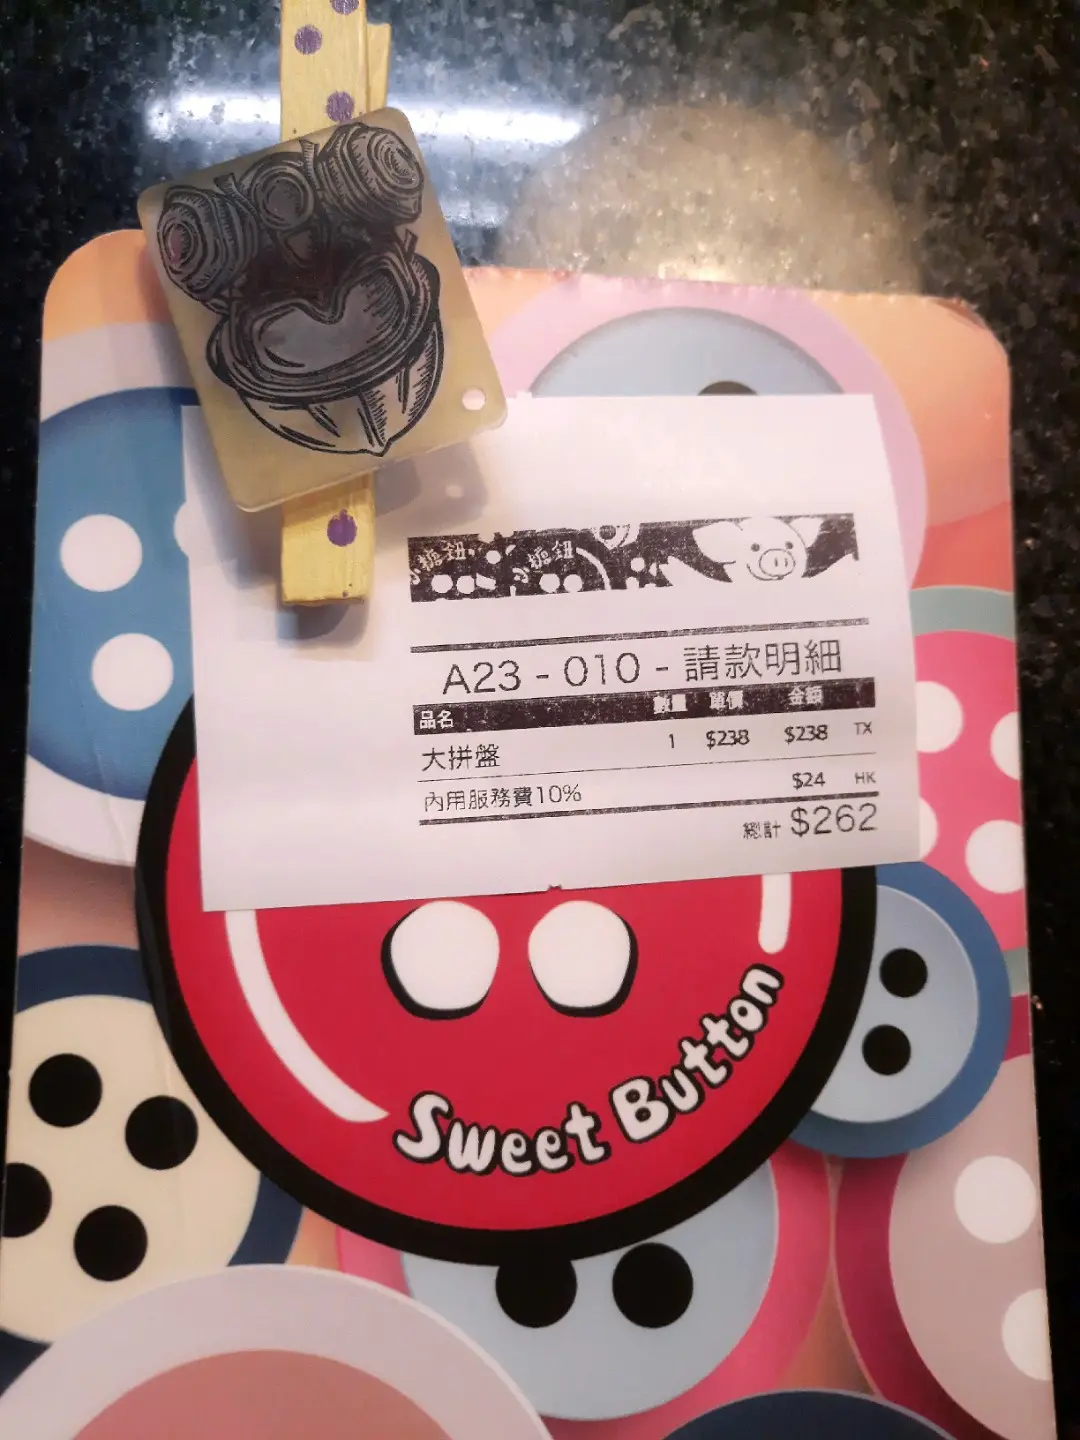 小糖鈕
小糖鈕
A23 - 010 - 請款明細
品名 數量 單價 金額
大拼盤 1 $238 $238 TX
內用服務費10% $24 HK
總計 $262
Sweet Button